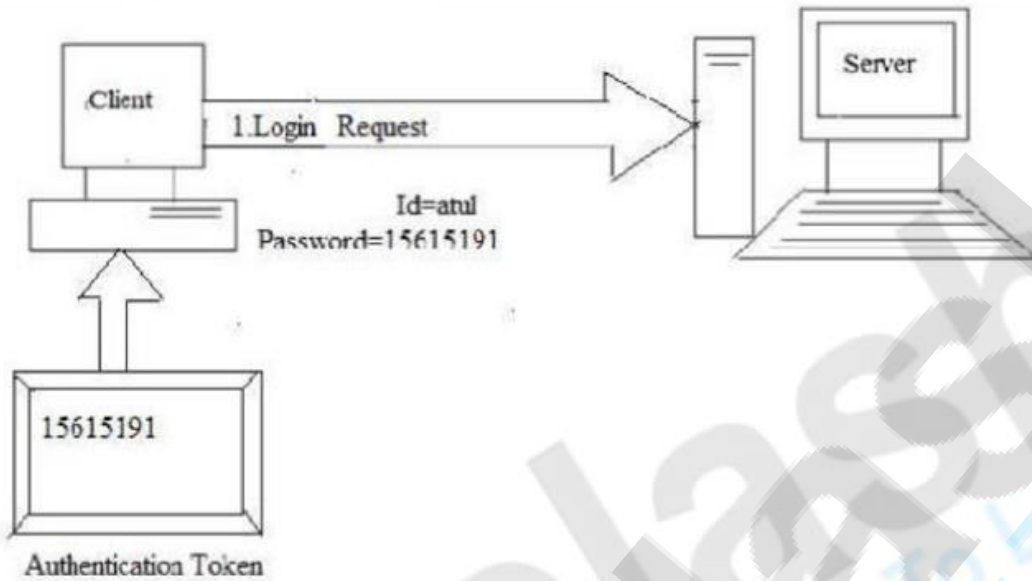 Client
Server
1.Login Request
Id=atul
Password=15615191
15615191
Authentication Token